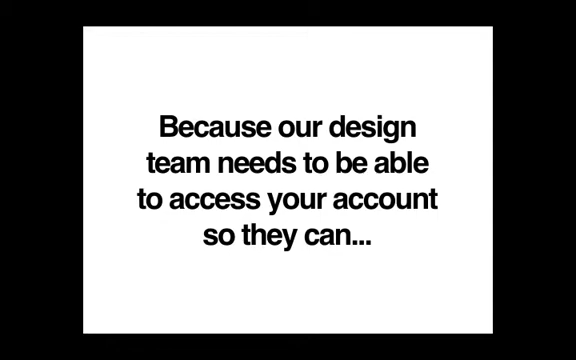 Because our design
team needs to be able
to access your account
so they can...